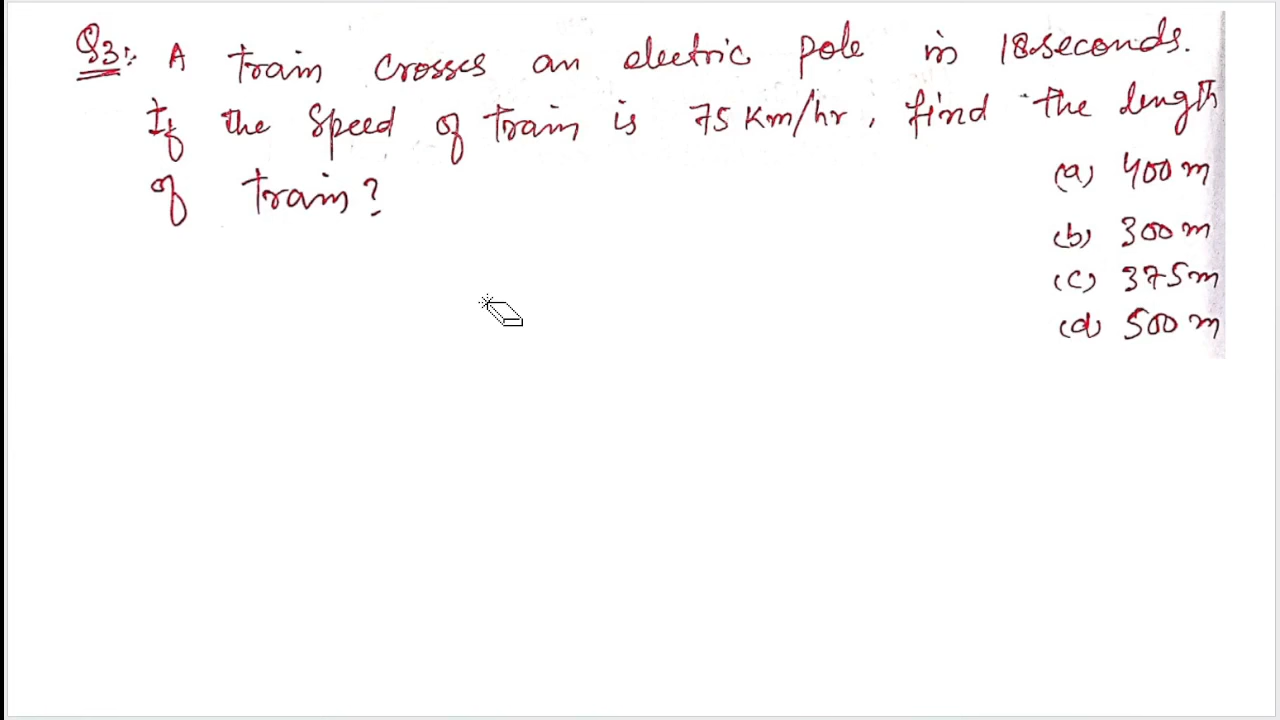 Q3:- A train crosses an electric pole in 18 seconds.
If the speed of train is 75 Km/hr, find the length
of train?
(a) 400 m
(b) 300 m
(c) 375 m
(d) 500 m